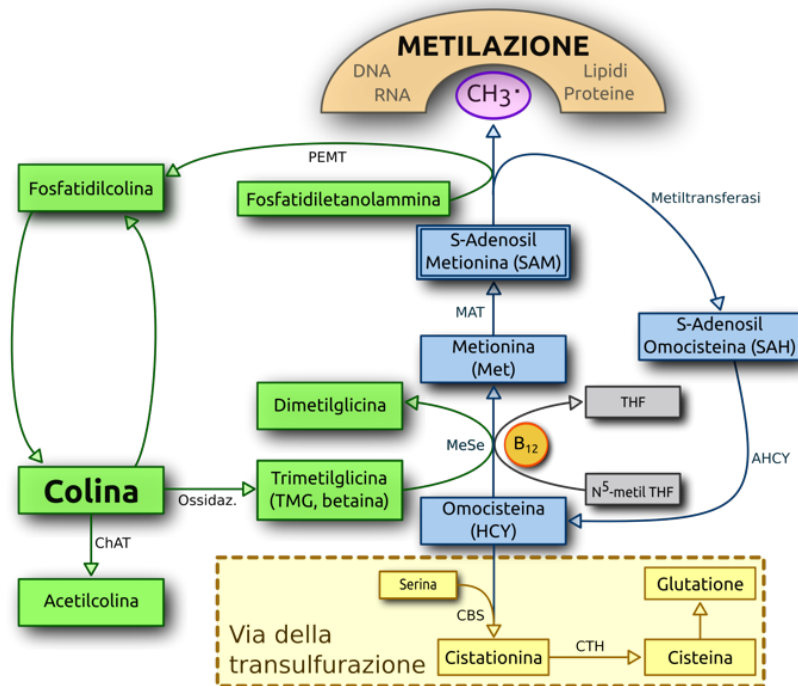 METILAZIONE
DNA
RNA
Lipidi
Proteine
CH3·
PEMT
Fosfatidilcolina
Fosfatidiletanolammina
Metiltransferasi
S-Adenosil
Metionina (SAM)
MAT
S-Adenosil
Omocisteina (SAH)
Metionina
(Met)
Dimetilglicina
THF
MeSe
B12
AHCY
Colina
Ossidaz.
Trimetilglicina
(TMG, betaina)
N5-metil THF
Omocisteina
(HCY)
ChAT
Acetilcolina
Serina
Glutatione
CBS
Via della
transulfurazione
Cistationina
CTH
Cisteina